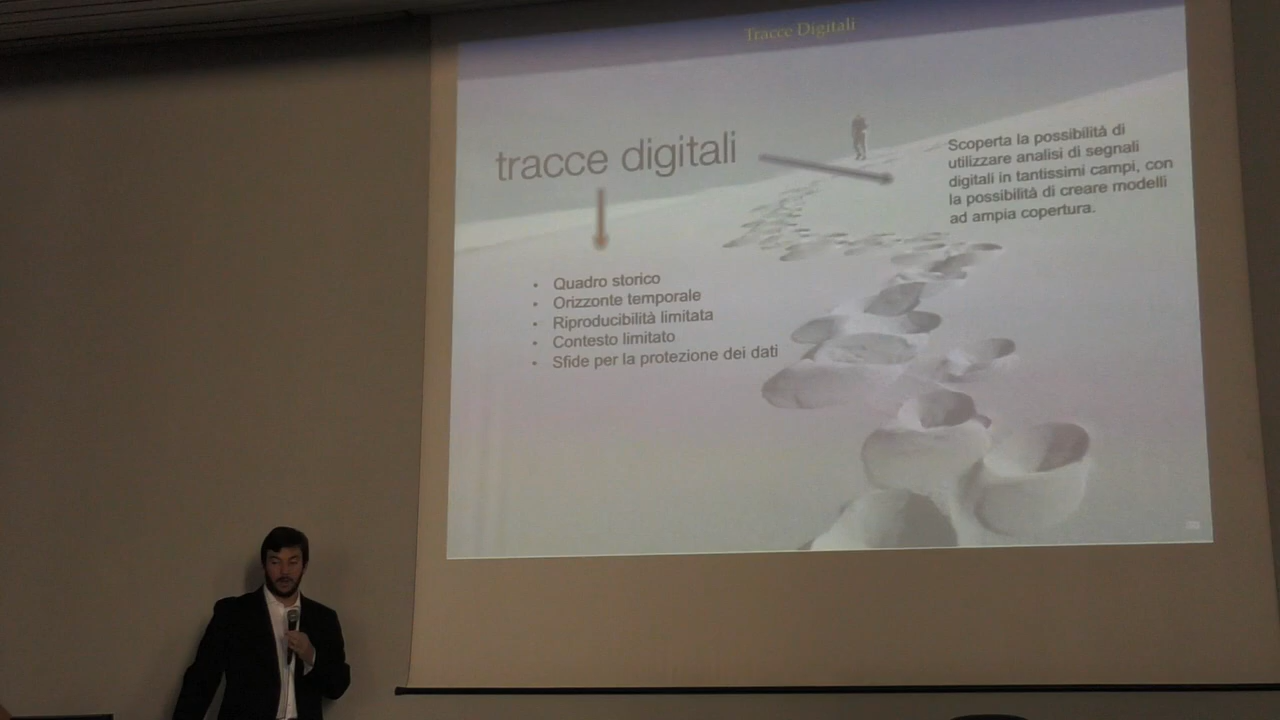 Tracce Digitali
tracce digitali
Scoperta la possibilità di
utilizzare analisi di segnali
digitali in tantissimi campi, con
la possibilità di creare modelli
ad ampia copertura.
• Quadro storico
• Orizzonte temporale
• Riproducibilità limitata
• Contesto limitato
• Sfide per la protezione dei dati